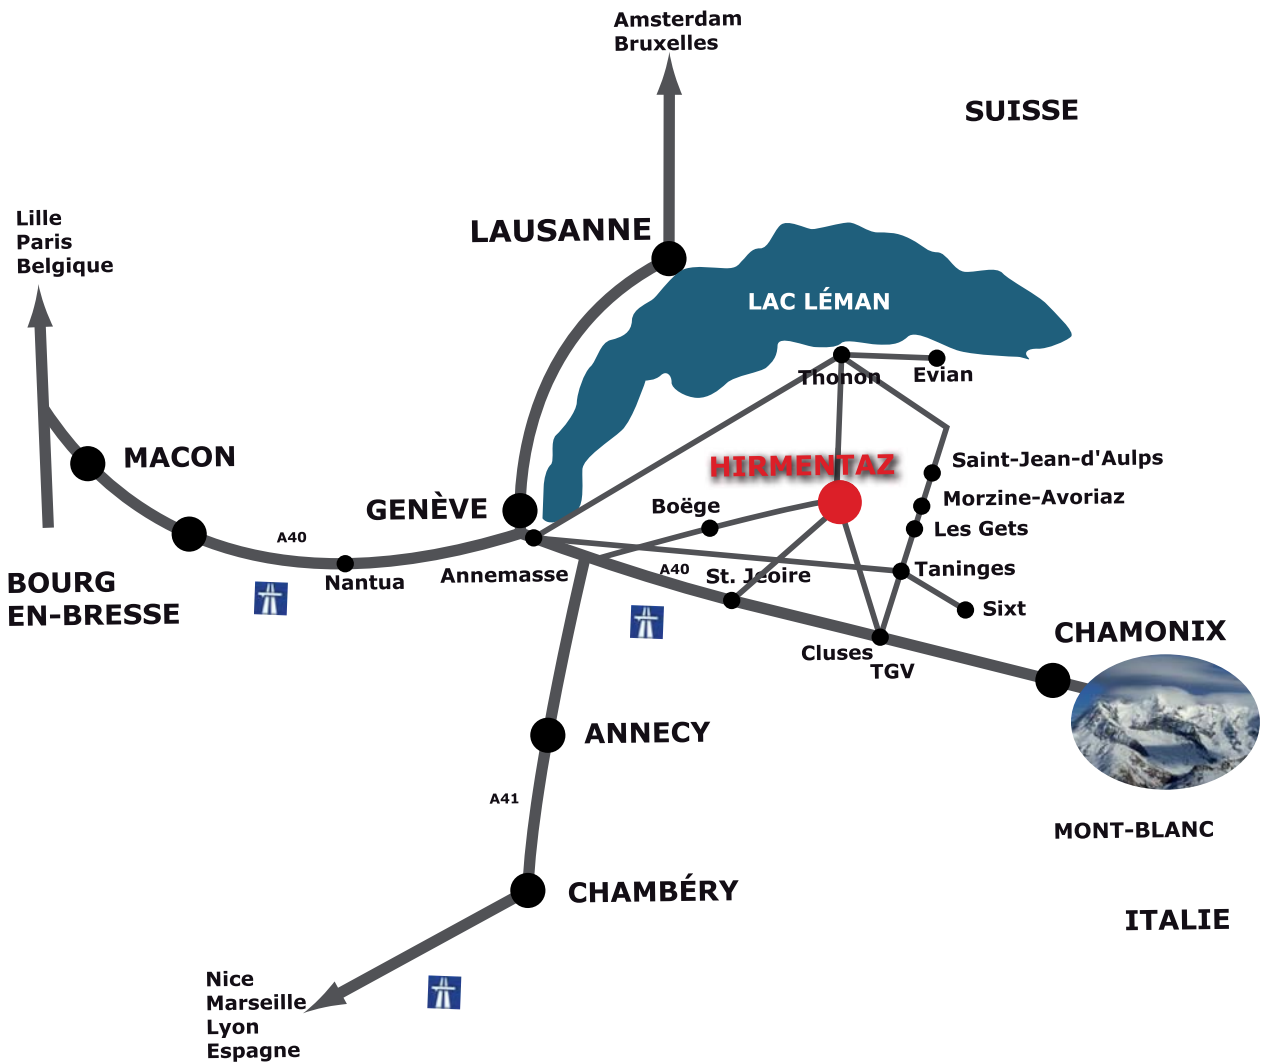 Amsterdam
Bruxelles
SUISSE
Lille
Paris
Belgique
LAUSANNE
LAC LÉMAN
Thonon
Evian
MACON
HIRMENTAZ
Saint-Jean-d'Aulps
Morzine-Avoriaz
GENÈVE
Boëge
Les Gets
A40
Nantua
Annemasse
A40
St. Jeoire
Taninges
BOURG
EN-BRESSE
Sixt
CHAMONIX
Cluses
TGV
ANNECY
A41
MONT-BLANC
CHAMBÉRY
ITALIE
Nice
Marseille
Lyon
Espagne